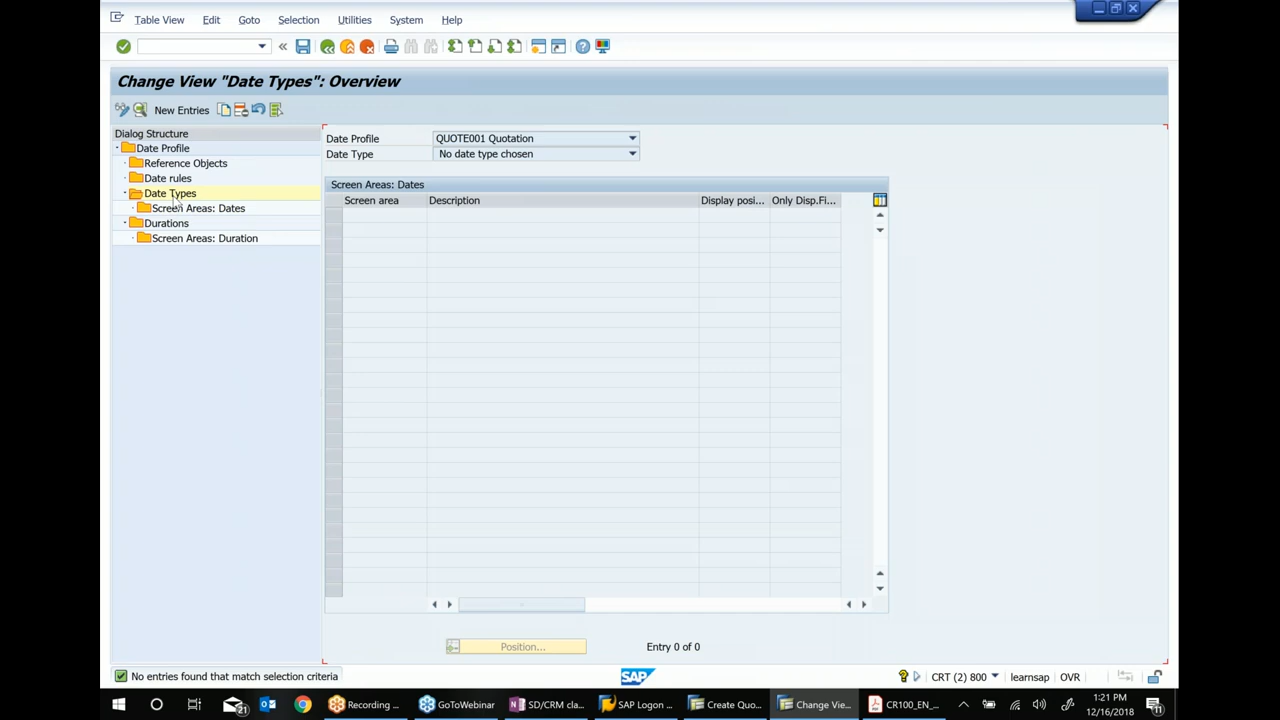 Table View Edit Goto Selection Utilities System Help
Change View "Date Types": Overview
New Entries
Dialog Structure
Date Profile
Reference Objects
Date rules
Date Types
Screen Areas: Dates
Durations
Screen Areas: Duration
Date Profile QUOTE001 Quotation
Date Type No date type chosen
Screen Areas: Dates
Screen area Description Display posi... Only Disp.Fi...
Position... Entry 0 of 0
No entries found that match selection criteria
SAP
CRT (2) 800 learnsap OVR
21 Recording ... GoToWebinar SD/CRM cla... SAP Logon ... Create Quo... Change Vie... CR100_EN_... 1:21 PM
12/16/2018 11